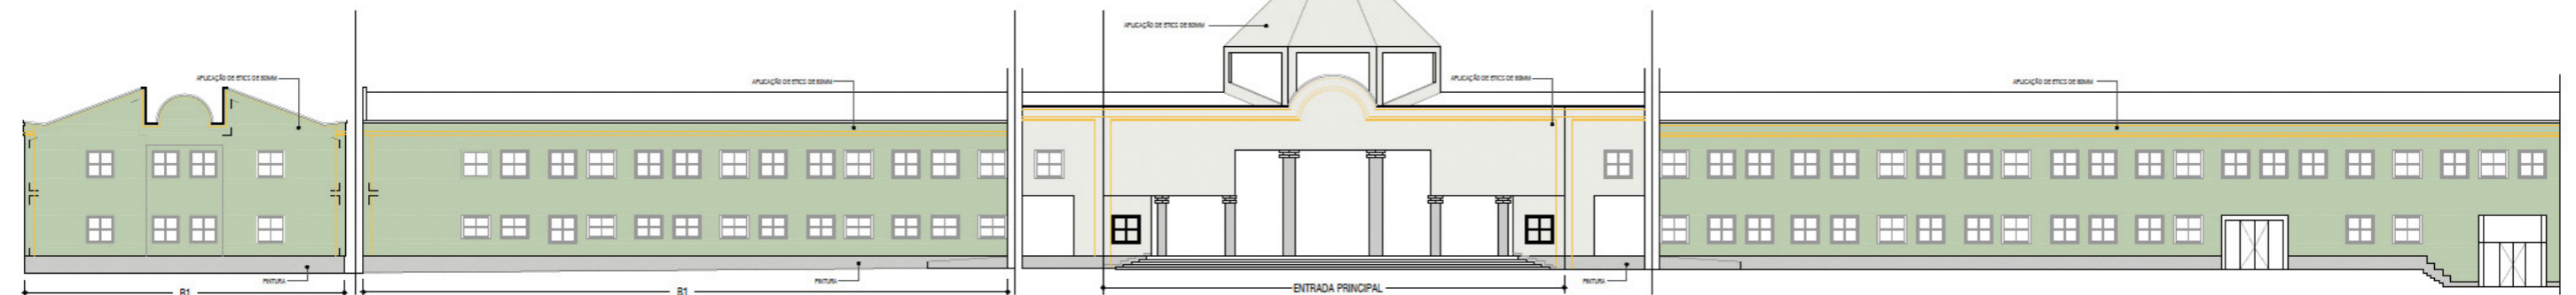 APLICAÇÃO DE ETICS DE 80MM
APLICAÇÃO DE ETICS DE 80MM
APLICAÇÃO DE ETICS DE 80MM
APLICAÇÃO DE ETICS DE 80MM
APLICAÇÃO DE ETICS DE 80MM
PINTURA
PINTURA
PINTURA
B1
B1
ENTRADA PRINCIPAL